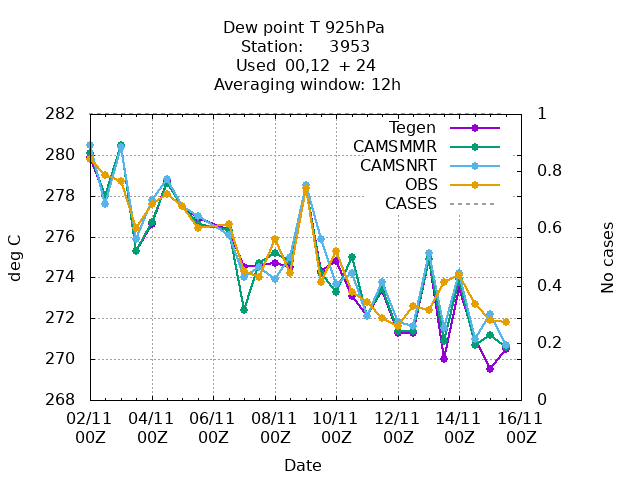 Dew point T 925hPa
Station:     3953
Used  00,12  + 24
Averaging window: 12h
282
280
278
276
274
272
270
268
deg C
1
0.8
0.6
0.4
0.2
0
No cases
Tegen
CAMSMMR
CAMSNRT
OBS
CASES
02/11 04/11 06/11 08/11 10/11 12/11 14/11 16/11
00Z 00Z 00Z 00Z 00Z 00Z 00Z 00Z
Date